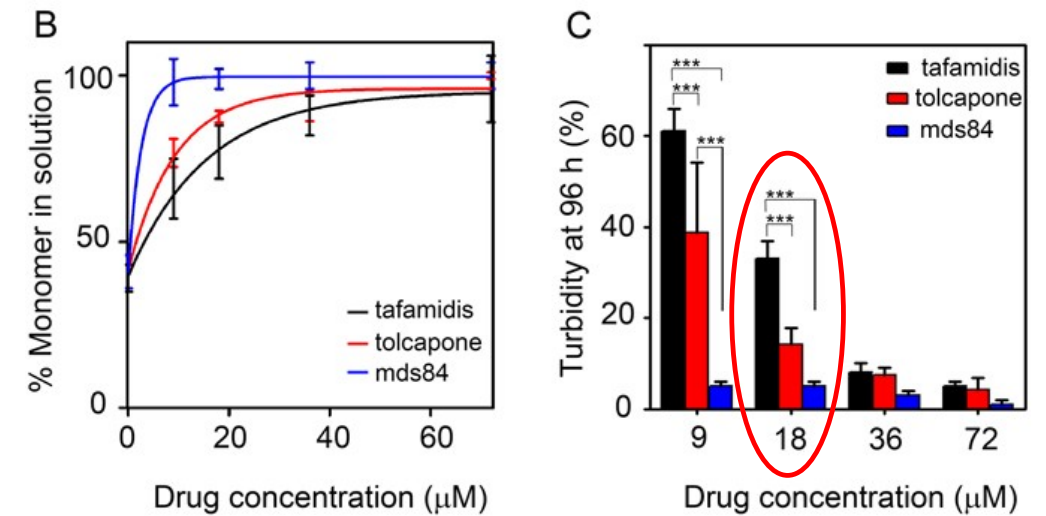 B
% Monomer in solution
100
50
0
0 20 40 60
Drug concentration (μM)
tafamidis
tolcapone
mds84
C
Turbidity at 96 h (%)
60
40
20
0
9 18 36 72
Drug concentration (μM)
tafamidis
tolcapone
mds84
***
***
***
***
***